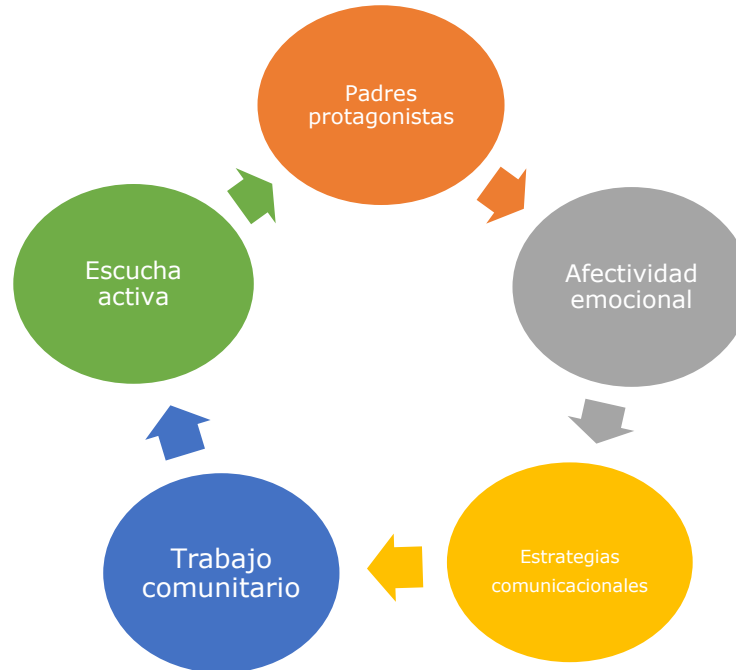 Padres
protagonistas
Afectividad
emocional
Estrategias
comunicacionales
Trabajo
comunitario
Escucha
activa